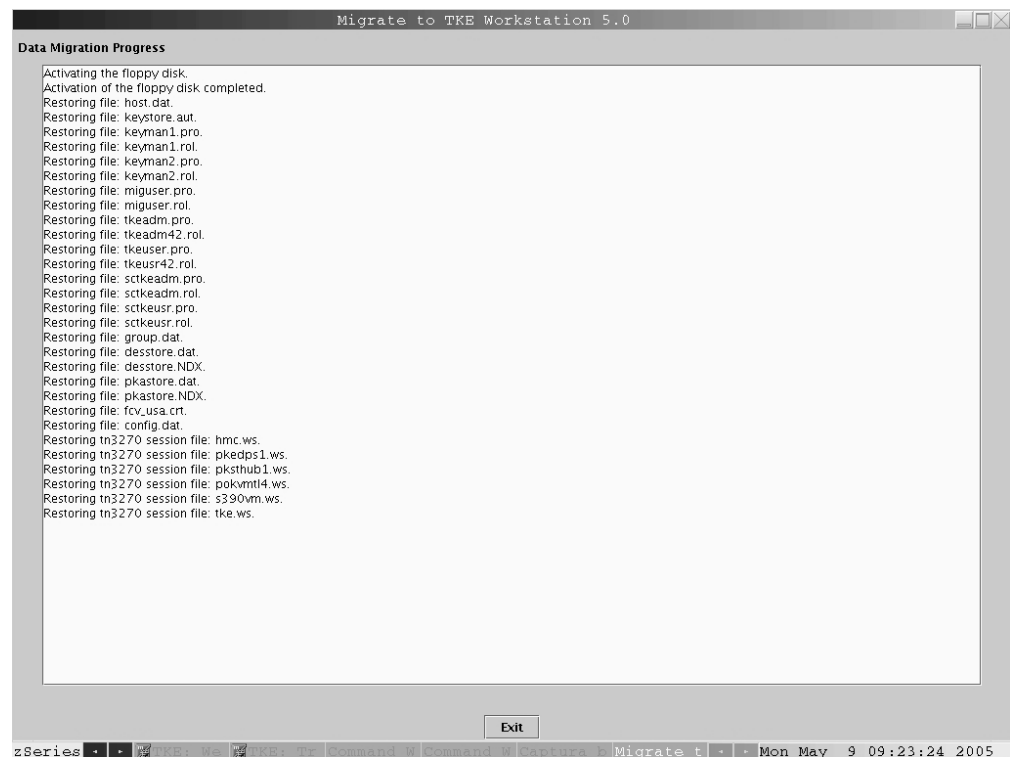 Migrate to TKE Workstation 5.0
Data Migration Progress
Activating the floppy disk.
Activation of the floppy disk completed.
Restoring file: host.dat.
Restoring file: keystore.aut.
Restoring file: keyman1.pro.
Restoring file: keyman1.rol.
Restoring file: keyman2.pro.
Restoring file: keyman2.rol.
Restoring file: miguser.pro.
Restoring file: miguser.rol.
Restoring file: tkeadm.pro.
Restoring file: tkeadm42.rol.
Restoring file: tkeuser.pro.
Restoring file: tkeusr42.rol.
Restoring file: sctkeadm.pro.
Restoring file: sctkeadm.rol.
Restoring file: sctkeusr.pro.
Restoring file: sctkeusr.rol.
Restoring file: group.dat.
Restoring file: desstore.dat.
Restoring file: desstore.NDX.
Restoring file: pkastore.dat.
Restoring file: pkastore.NDX.
Restoring file: fcv_usa.crt.
Restoring file: config.dat.
Restoring tn3270 session file: hmc.ws.
Restoring tn3270 session file: pkedps1.ws.
Restoring tn3270 session file: pksthub1.ws.
Restoring tn3270 session file: pokvmtl4.ws.
Restoring tn3270 session file: s390vm.ws.
Restoring tn3270 session file: tke.ws.
Exit
zSeries TKE: We TKE: Tr Command W Command W Captura b Migrate t Mon May 9 09:23:24 2005